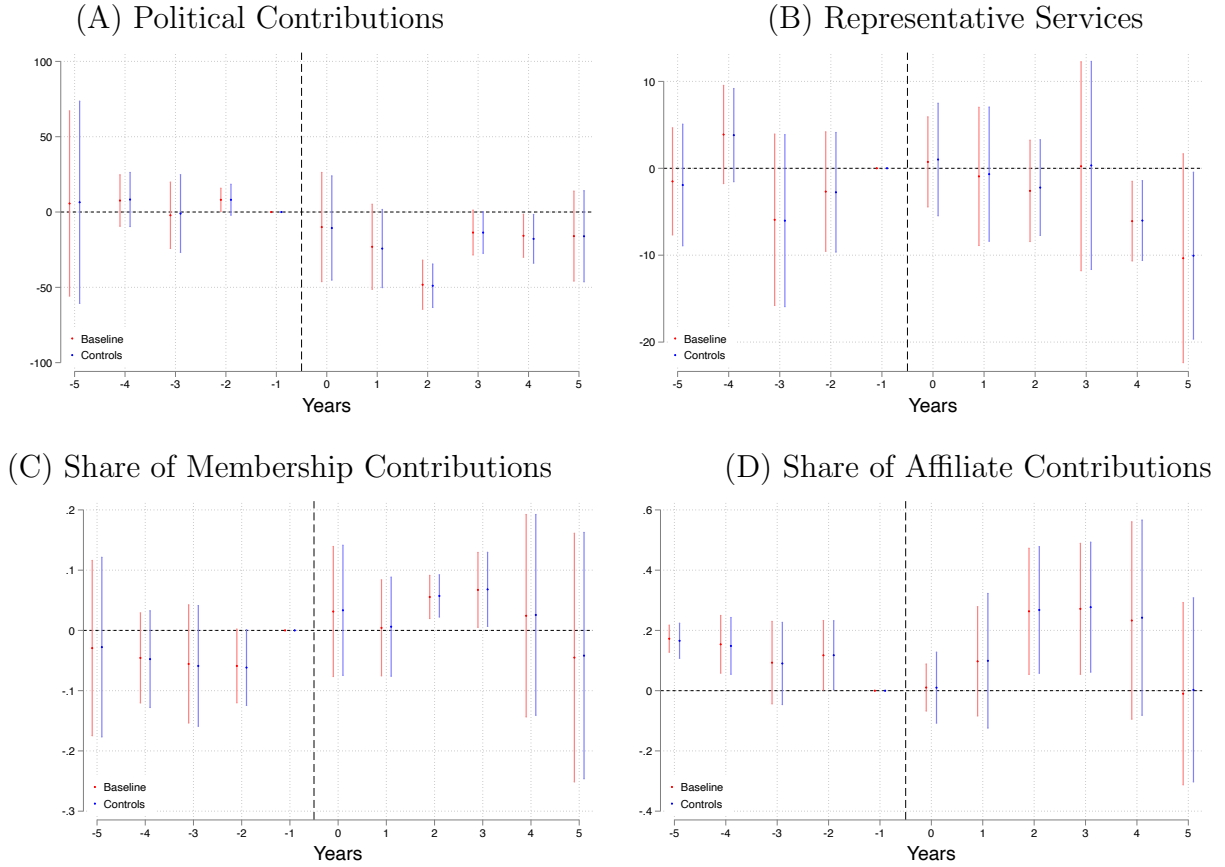 (A) Political Contributions
100
50
0
-50
-100
Baseline
Controls
-5 -4 -3 -2 -1 0 1 2 3 4 5
Years
(B) Representative Services
10
0
-10
-20
Baseline
Controls
-5 -4 -3 -2 -1 0 1 2 3 4 5
Years
(C) Share of Membership Contributions
.2
.1
0
-.1
-.2
-.3
Baseline
Controls
-5 -4 -3 -2 -1 0 1 2 3 4 5
Years
(D) Share of Affiliate Contributions
.6
.4
.2
0
-.2
-.4
Baseline
Controls
-5 -4 -3 -2 -1 0 1 2 3 4 5
Years